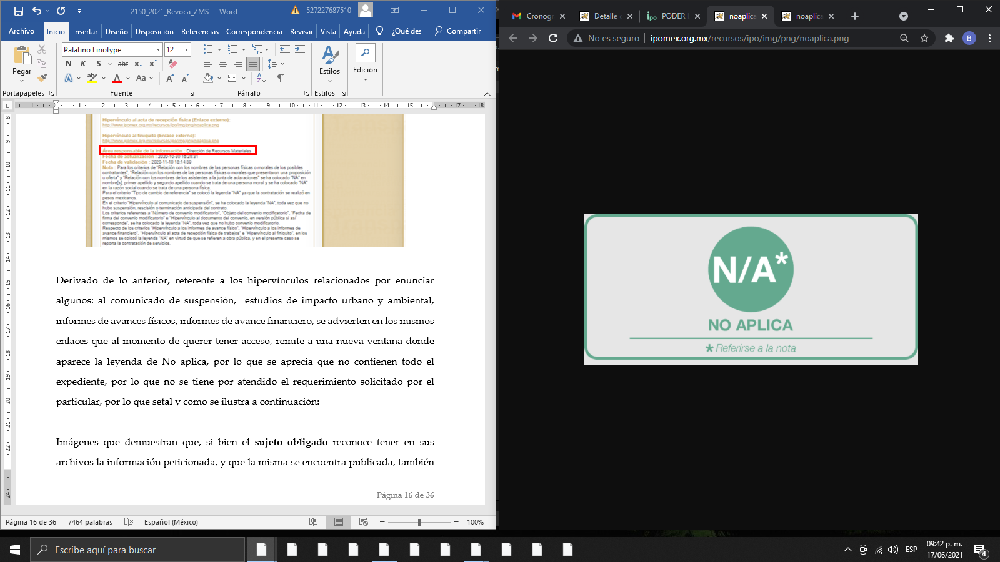 2150_2021_Revoca_ZMS - Word
527227687510
Archivo Inicio Insertar Diseño Disposición Referencias Correspondencia Revisar Vista Ayuda ¿Qué des Compartir
Pegar
Palatino Linotype 12
N K S abc x₂ x²
A aby A Aa A A
Estilos
Edición
Portapapeles Fuente Párrafo Estilos
Hipervínculo al acta de recepción física (Enlace externo):
http://www.ipomex.org.mx/recursos/ipo/img/png/noaplica.png
Hipervínculo al finiquito (Enlace externo):
http://www.ipomex.org.mx/recursos/ipo/img/png/noaplica.png
Área responsable de la información : Dirección de Recursos Materiales
Fecha de actualización : 2020-10-30 16:25:31
Fecha de validación : 2020-11-10 18:14:39
Nota : Para los criterios de "Relación con los nombres de las personas físicas o morales de los posibles
contratantes", "Relación con los nombres de las personas físicas o morales que presentaron una proposición
u oferta" y "Relación con los nombres de los asistentes a la junta de aclaraciones" se ha colocado "NA" en
nombre[s], primer apellido y segundo apellido cuando se trata de una persona moral y se ha colocado "NA"
en la razón social cuando se trata de una persona física.
Para el criterio "Tipo de cambio de referencia" se colocó la leyenda "NA" ya que la contratación se realizó en
pesos mexicanos.
En el criterio "Hipervínculo al comunicado de suspensión", se ha colocado la leyenda "NA", toda vez que no
hubo suspensión, rescisión o terminación anticipada del contrato.
Los criterios referentes a "Número de convenio modificatorio", "Objeto del convenio modificatorio", "Fecha de
firma del convenio modificatorio" e "Hipervínculo al documento del convenio, en versión pública si así
corresponde", se ha colocado la leyenda "NA", toda vez que no hubo convenio modificatorio.
Respecto de los criterios "Hipervínculo a los informes de avance físico", "Hipervínculo a los informes de
avance financiero", "Hipervínculo al acta de recepción física de trabajos" e "Hipervínculo al finiquito", en los
mismos se colocó la leyenda "NA" en virtud de que se refieren a obra pública, y en el presente caso se
reporta la contratación de servicios.
Derivado de lo anterior, referente a los hipervínculos relacionados por enunciar
algunos: al comunicado de suspensión, estudios de impacto urbano y ambiental,
informes de avances físicos, informes de avance financiero, se advierten en los mismos
enlaces que al momento de querer tener acceso, remite a una nueva ventana donde
aparece la leyenda de No aplica, por lo que se aprecia que no contienen todo el
expediente, por lo que no se tiene por atendido el requerimiento solicitado por el
particular, por lo que setal y como se ilustra a continuación:
Imágenes que demuestran que, si bien el sujeto obligado reconoce tener en sus
archivos la información peticionada, y que la misma se encuentra publicada, también
Página 16 de 36
Página 16 de 36 7464 palabras Español (México) 100%
Cronogr Detalle PODER noaplica noaplica
No es seguro ipomex.org.mx/recursos/ipo/img/png/noaplica.png B
N/A*
NO APLICA
* Referirse a la nota
Escribe aquí para buscar
ESP
09:42 p. m.
17/06/2021
4